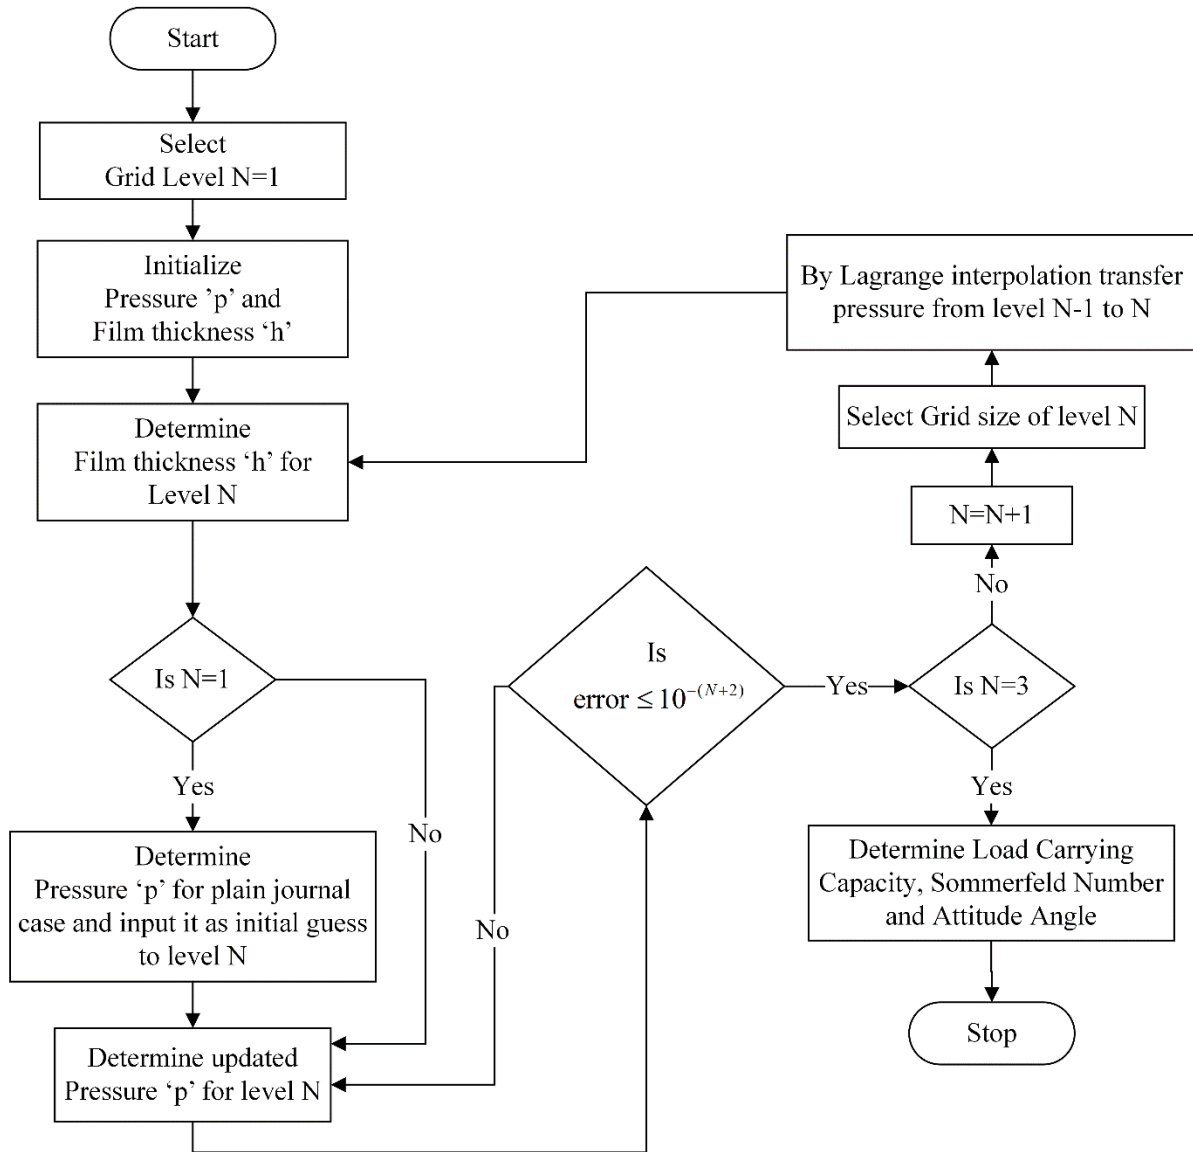 Start
Select
Grid Level N=1
Initialize
Pressure ’p’ and
Film thickness ‘h’
Determine
Film thickness ‘h’ for
Level N
Is N=1
Yes
No
Determine
Pressure ‘p’ for plain journal
case and input it as initial guess
to level N
Determine updated
Pressure ‘p’ for level N
Is
error ≤ 10^{-(N+2)}
No
Yes
Is N=3
No
N=N+1
Select Grid size of level N
By Lagrange interpolation transfer
pressure from level N-1 to N
Yes
Determine Load Carrying
Capacity, Sommerfeld Number
and Attitude Angle
Stop